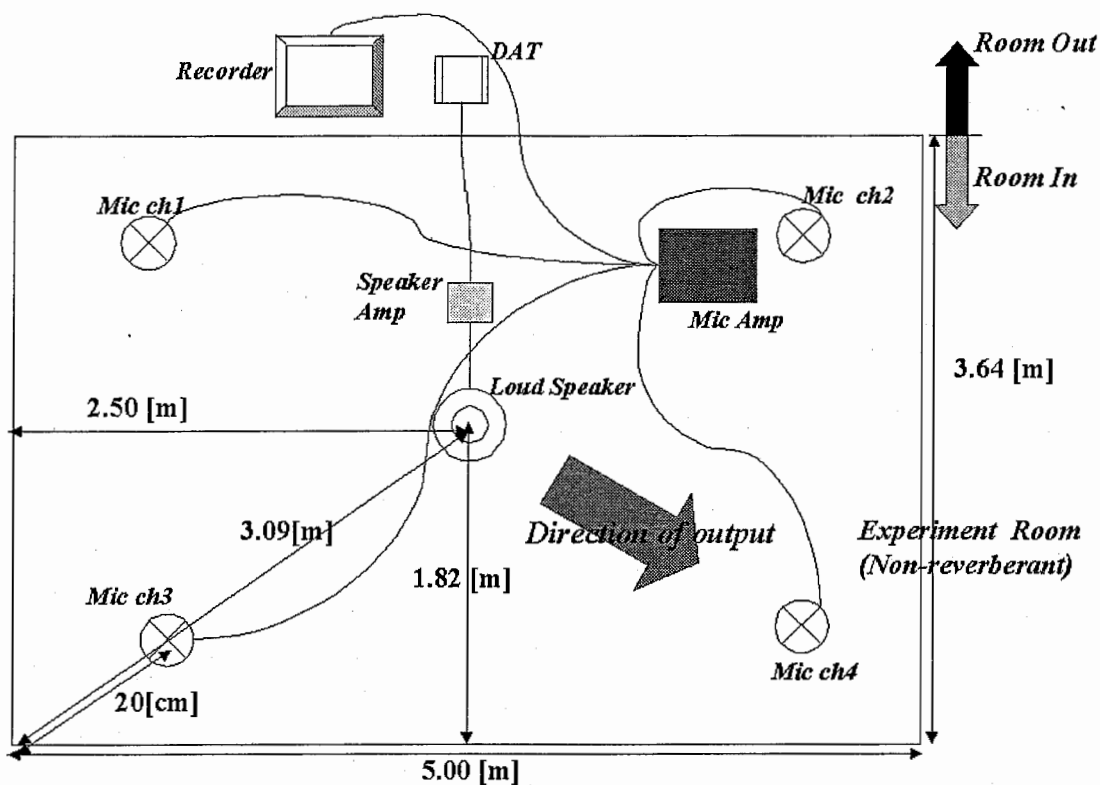 DAT
Room Out
Recorder
Room In
Mic ch1
Mic ch2
Speaker
Amp
Mic Amp
3.64 [m]
Loud Speaker
2.50 [m]
3.09[m]
Direction of output
Experiment Room
(Non-reverberant)
1.82 [m]
Mic ch3
Mic ch4
20[cm]
5.00 [m]